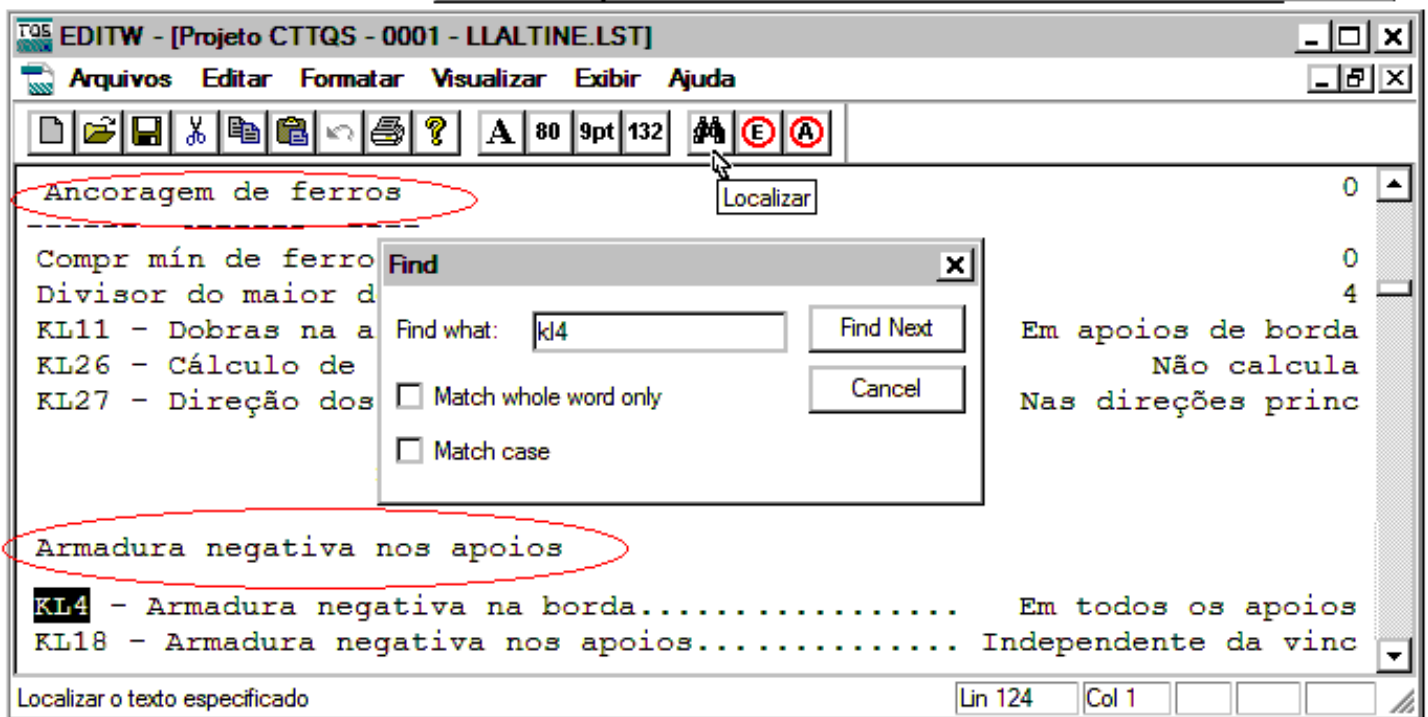 TQS EDITW - [Projeto CTTQS - 0001 - LLALTINE.LST]
Arquivos Editar Formatar Visualizar Exibir Ajuda
A 80 9pt 132 E A
Localizar
Ancoragem de ferros 0
------ ------- ----
Compr mín de ferro 0
Divisor do maior d 4
KL11 - Dobras na a Em apoios de borda
KL26 - Cálculo de Não calcula
KL27 - Direção dos Nas direções princ
Find
Find what: kl4 Find Next
Match whole word only Cancel
Match case
Armadura negativa nos apoios
KL4 - Armadura negativa na borda.................. Em todos os apoios
KL18 - Armadura negativa nos apoios.............. Independente da vinc
Localizar o texto especificado Lin 124 Col 1